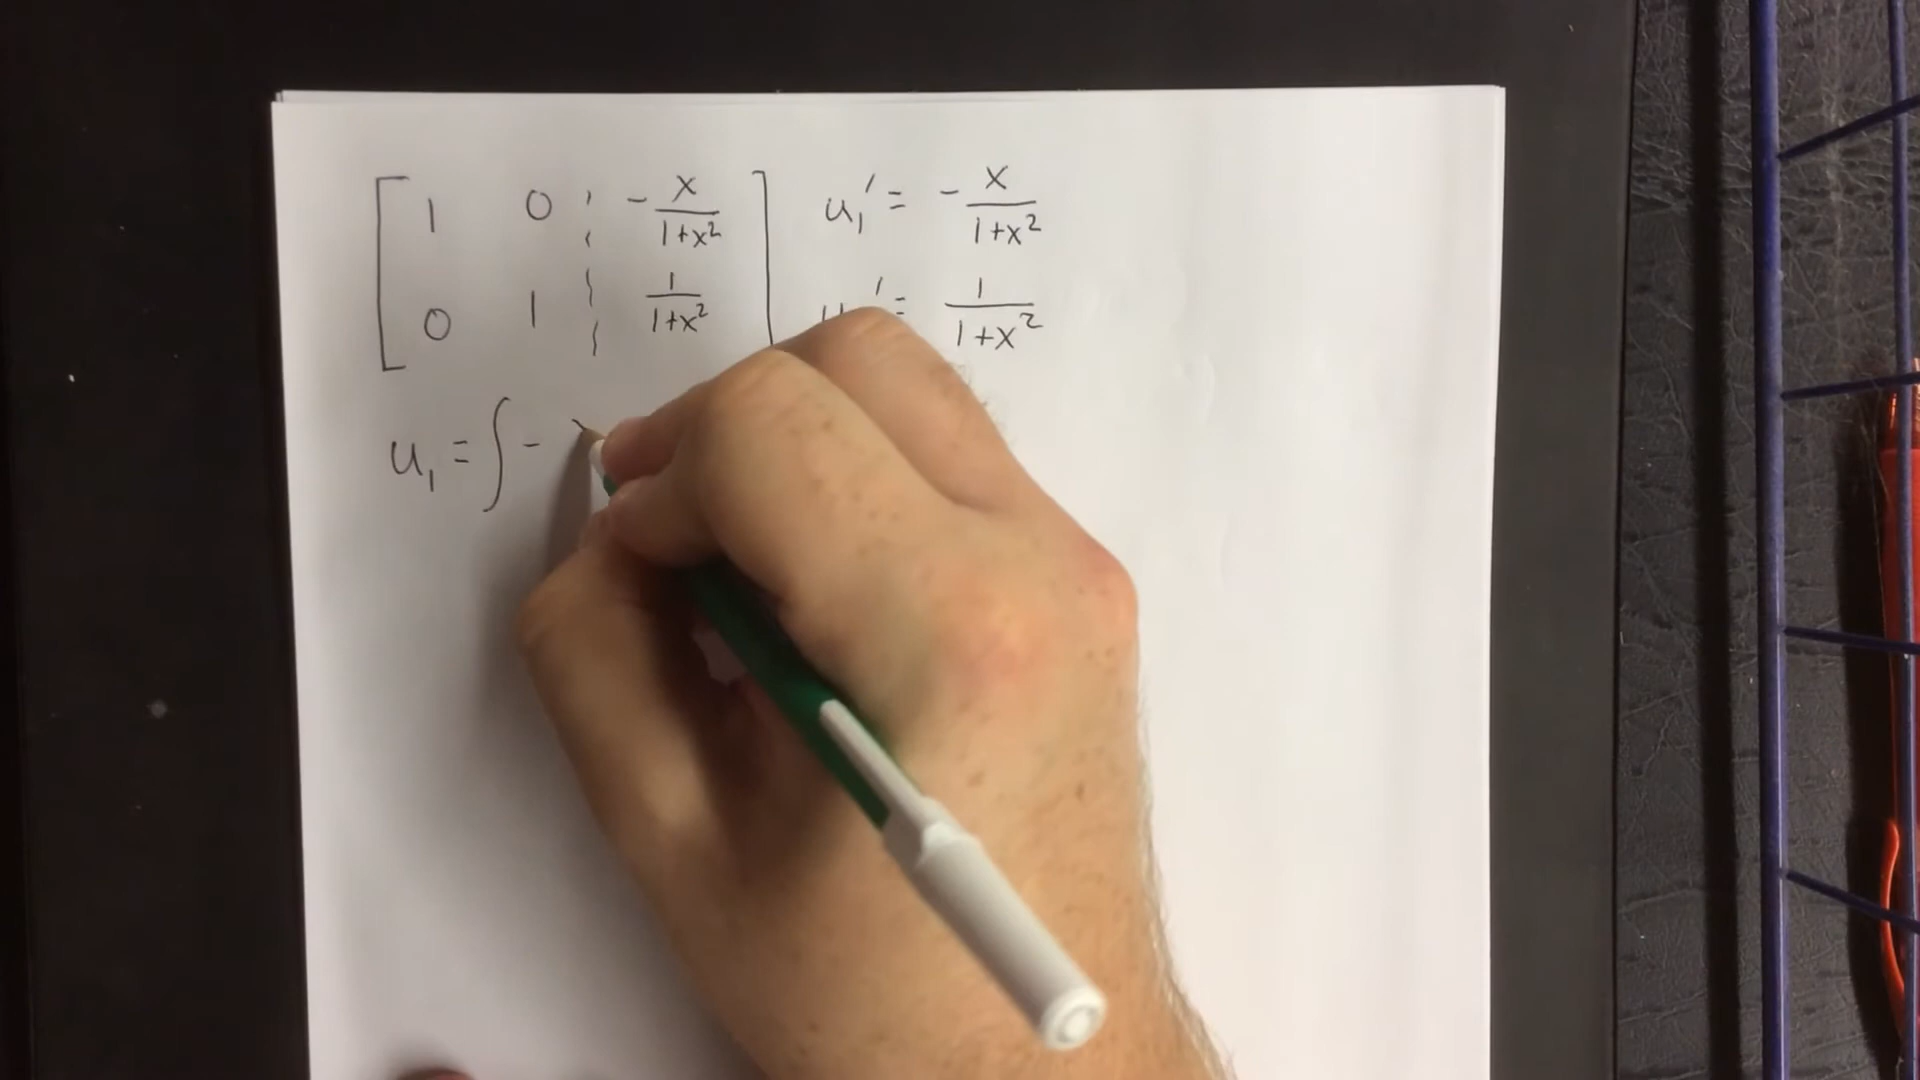 [ 1 0 ¦ -x/(1+x²) ] u₁' = -x/(1+x²)
[ 0 1 ¦ 1/(1+x²) ] ' = 1/(1+x²)
u₁ = ∫ -